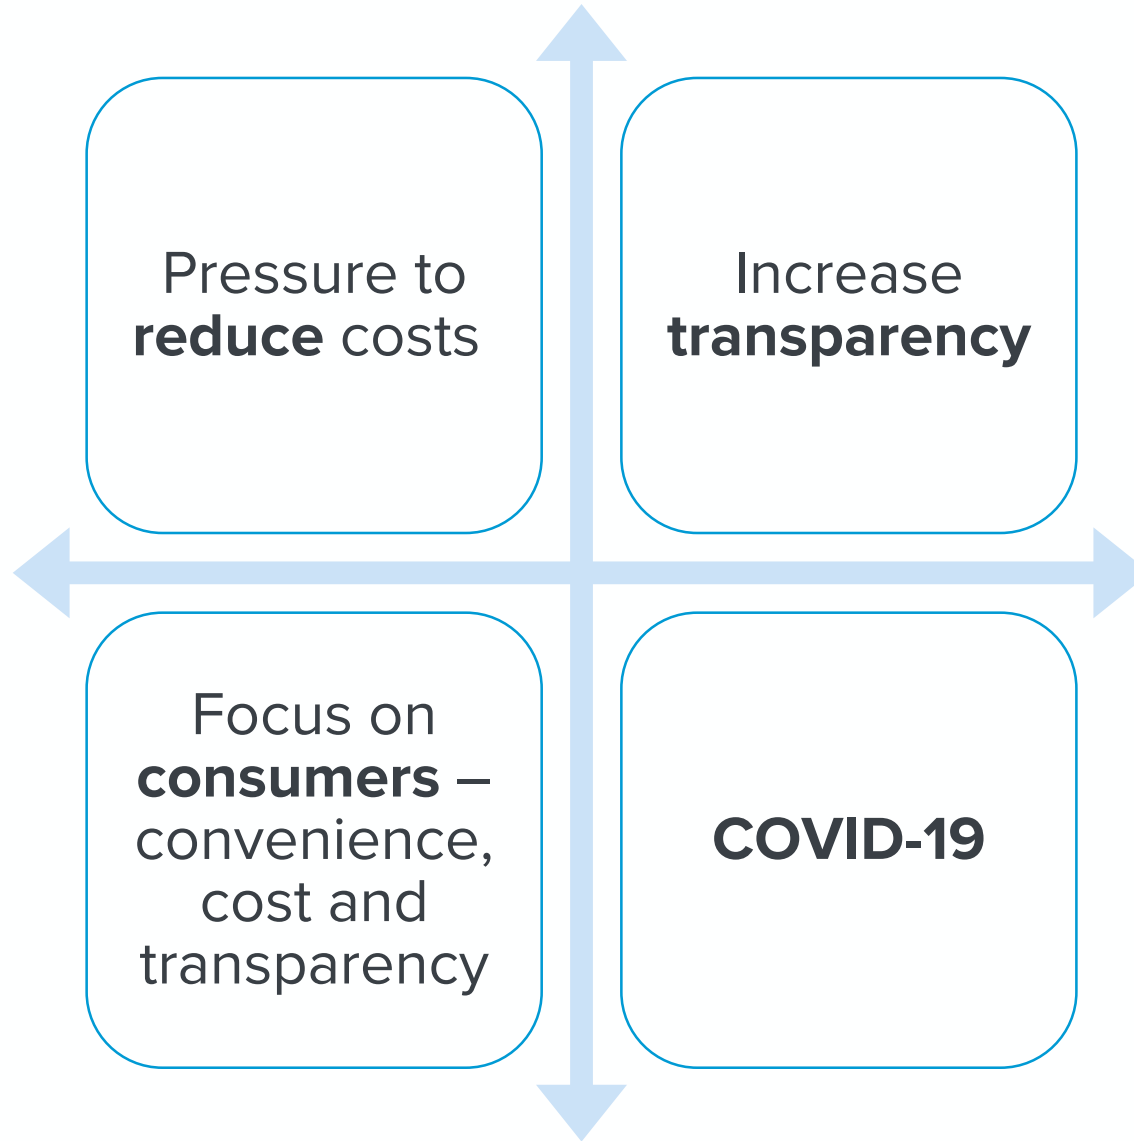 Pressure to
reduce costs
Increase
transparency
Focus on
consumers –
convenience,
cost and
transparency
COVID-19